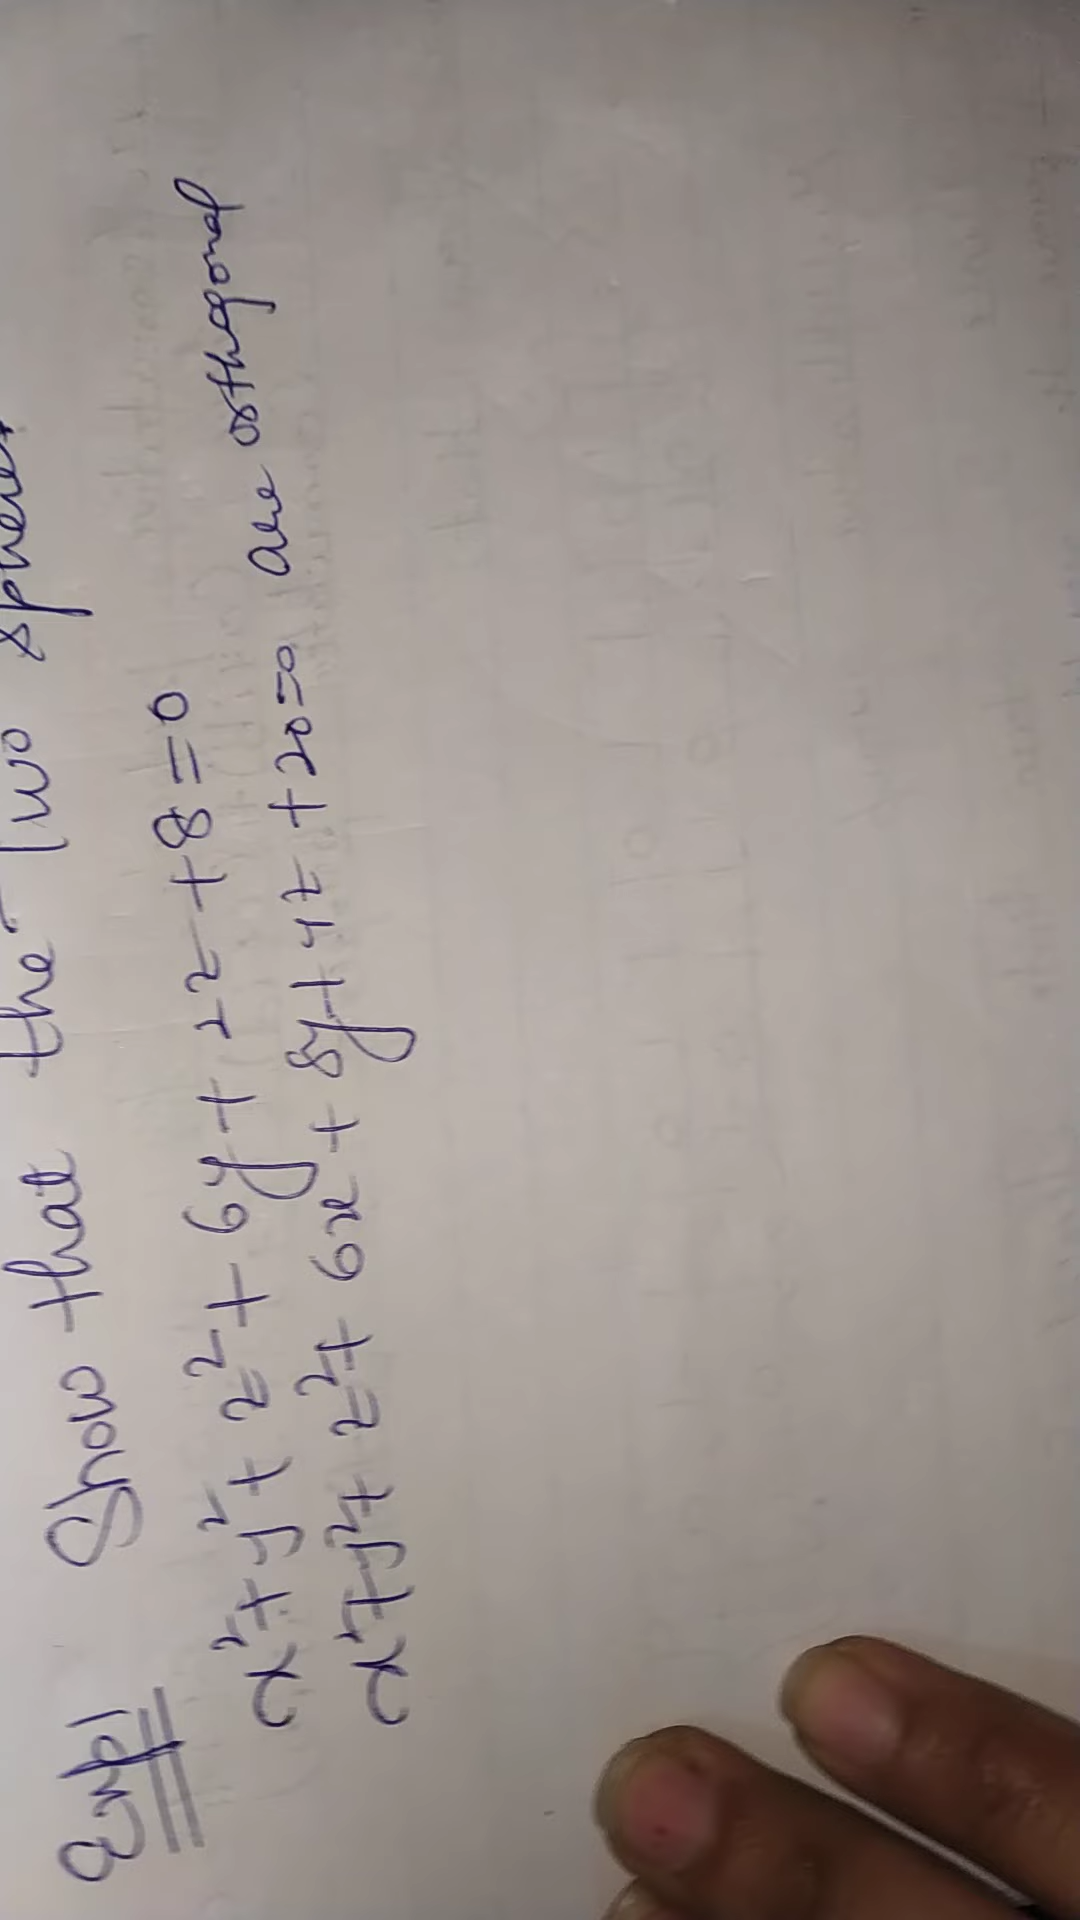 Expl Show that the Two spheres
x²+y²+z²+6y+2z+8=0
x²+y²+z²+6x+8y+4z+20=0 are orthogonal